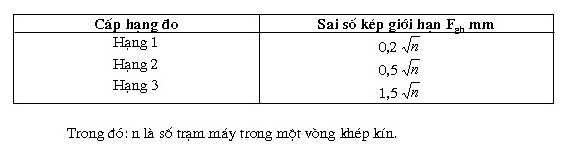 Cấp hạng đo Sai số kép giới hạn Fgh mm
Hạng 1 0,2 √n
Hạng 2 0,5 √n
Hạng 3 1,5 √n
Trong đó: n là số trạm máy trong một vòng khép kín.